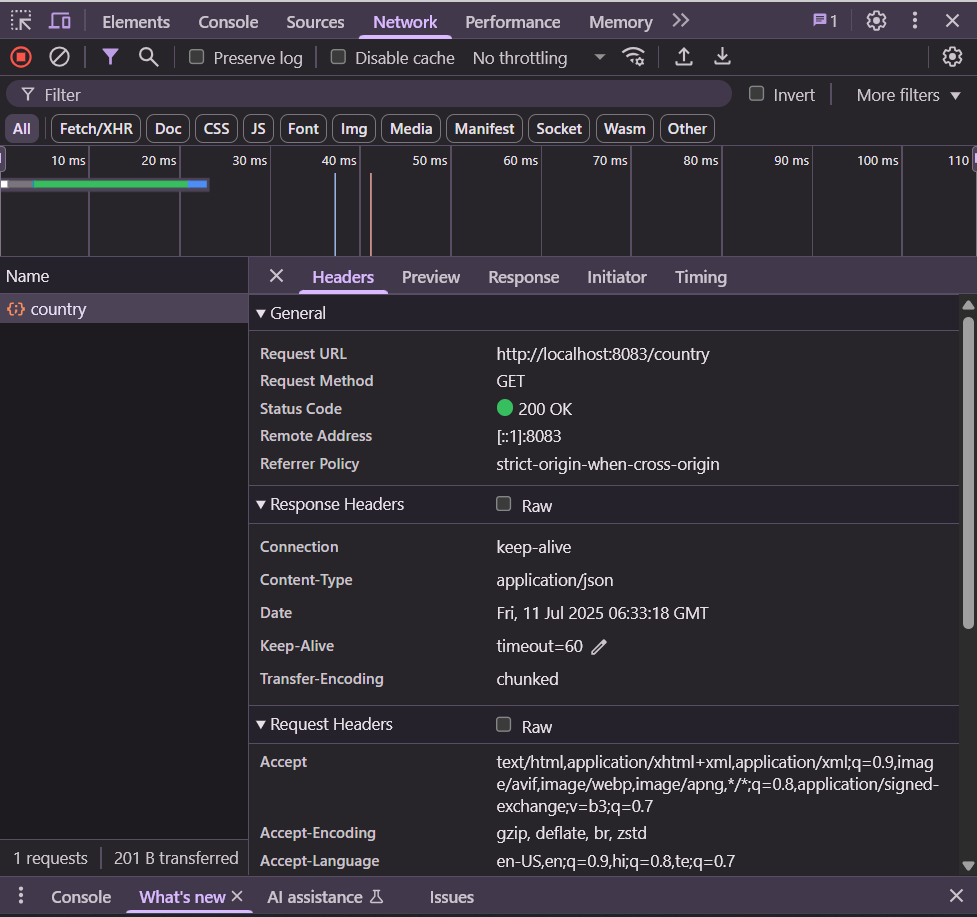 Elements Console Sources Network Performance Memory 1
Preserve log Disable cache No throttling
Filter Invert More filters
All Fetch/XHR Doc CSS JS Font Img Media Manifest Socket Wasm Other
10 ms 20 ms 30 ms 40 ms 50 ms 60 ms 70 ms 80 ms 90 ms 100 ms 110
Name
country
Headers Preview Response Initiator Timing
General
Request URL http://localhost:8083/country
Request Method GET
Status Code 200 OK
Remote Address [::1]:8083
Referrer Policy strict-origin-when-cross-origin
Response Headers Raw
Connection keep-alive
Content-Type application/json
Date Fri, 11 Jul 2025 06:33:18 GMT
Keep-Alive timeout=60
Transfer-Encoding chunked
Request Headers Raw
Accept text/html,application/xhtml+xml,application/xml;q=0.9,imag
e/avif,image/webp,image/apng,*/*;q=0.8,application/signed-
exchange;v=b3;q=0.7
Accept-Encoding gzip, deflate, br, zstd
Accept-Language en-US,en;q=0.9,hi;q=0.8,te;q=0.7
1 requests 201 B transferred
Console What's new AI assistance Issues